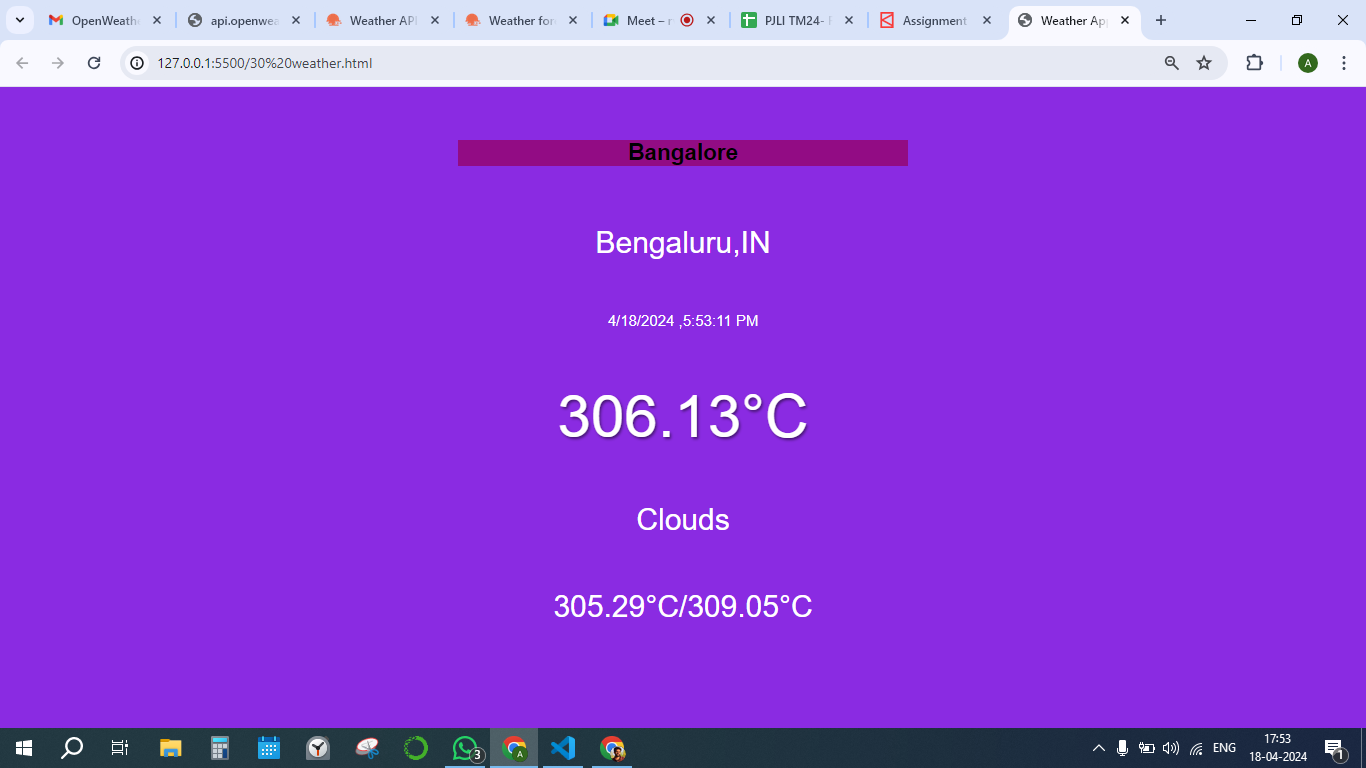 OpenWeathe
api.openwea
Weather API
Weather for
Meet – r
PJLI TM24-
Assignment
Weather Ap
127.0.0.1:5500/30%20weather.html
A
Bangalore
Bengaluru,IN
4/18/2024 ,5:53:11 PM
306.13°C
Clouds
305.29°C/309.05°C
3
A
ENG
17:53
18-04-2024
1